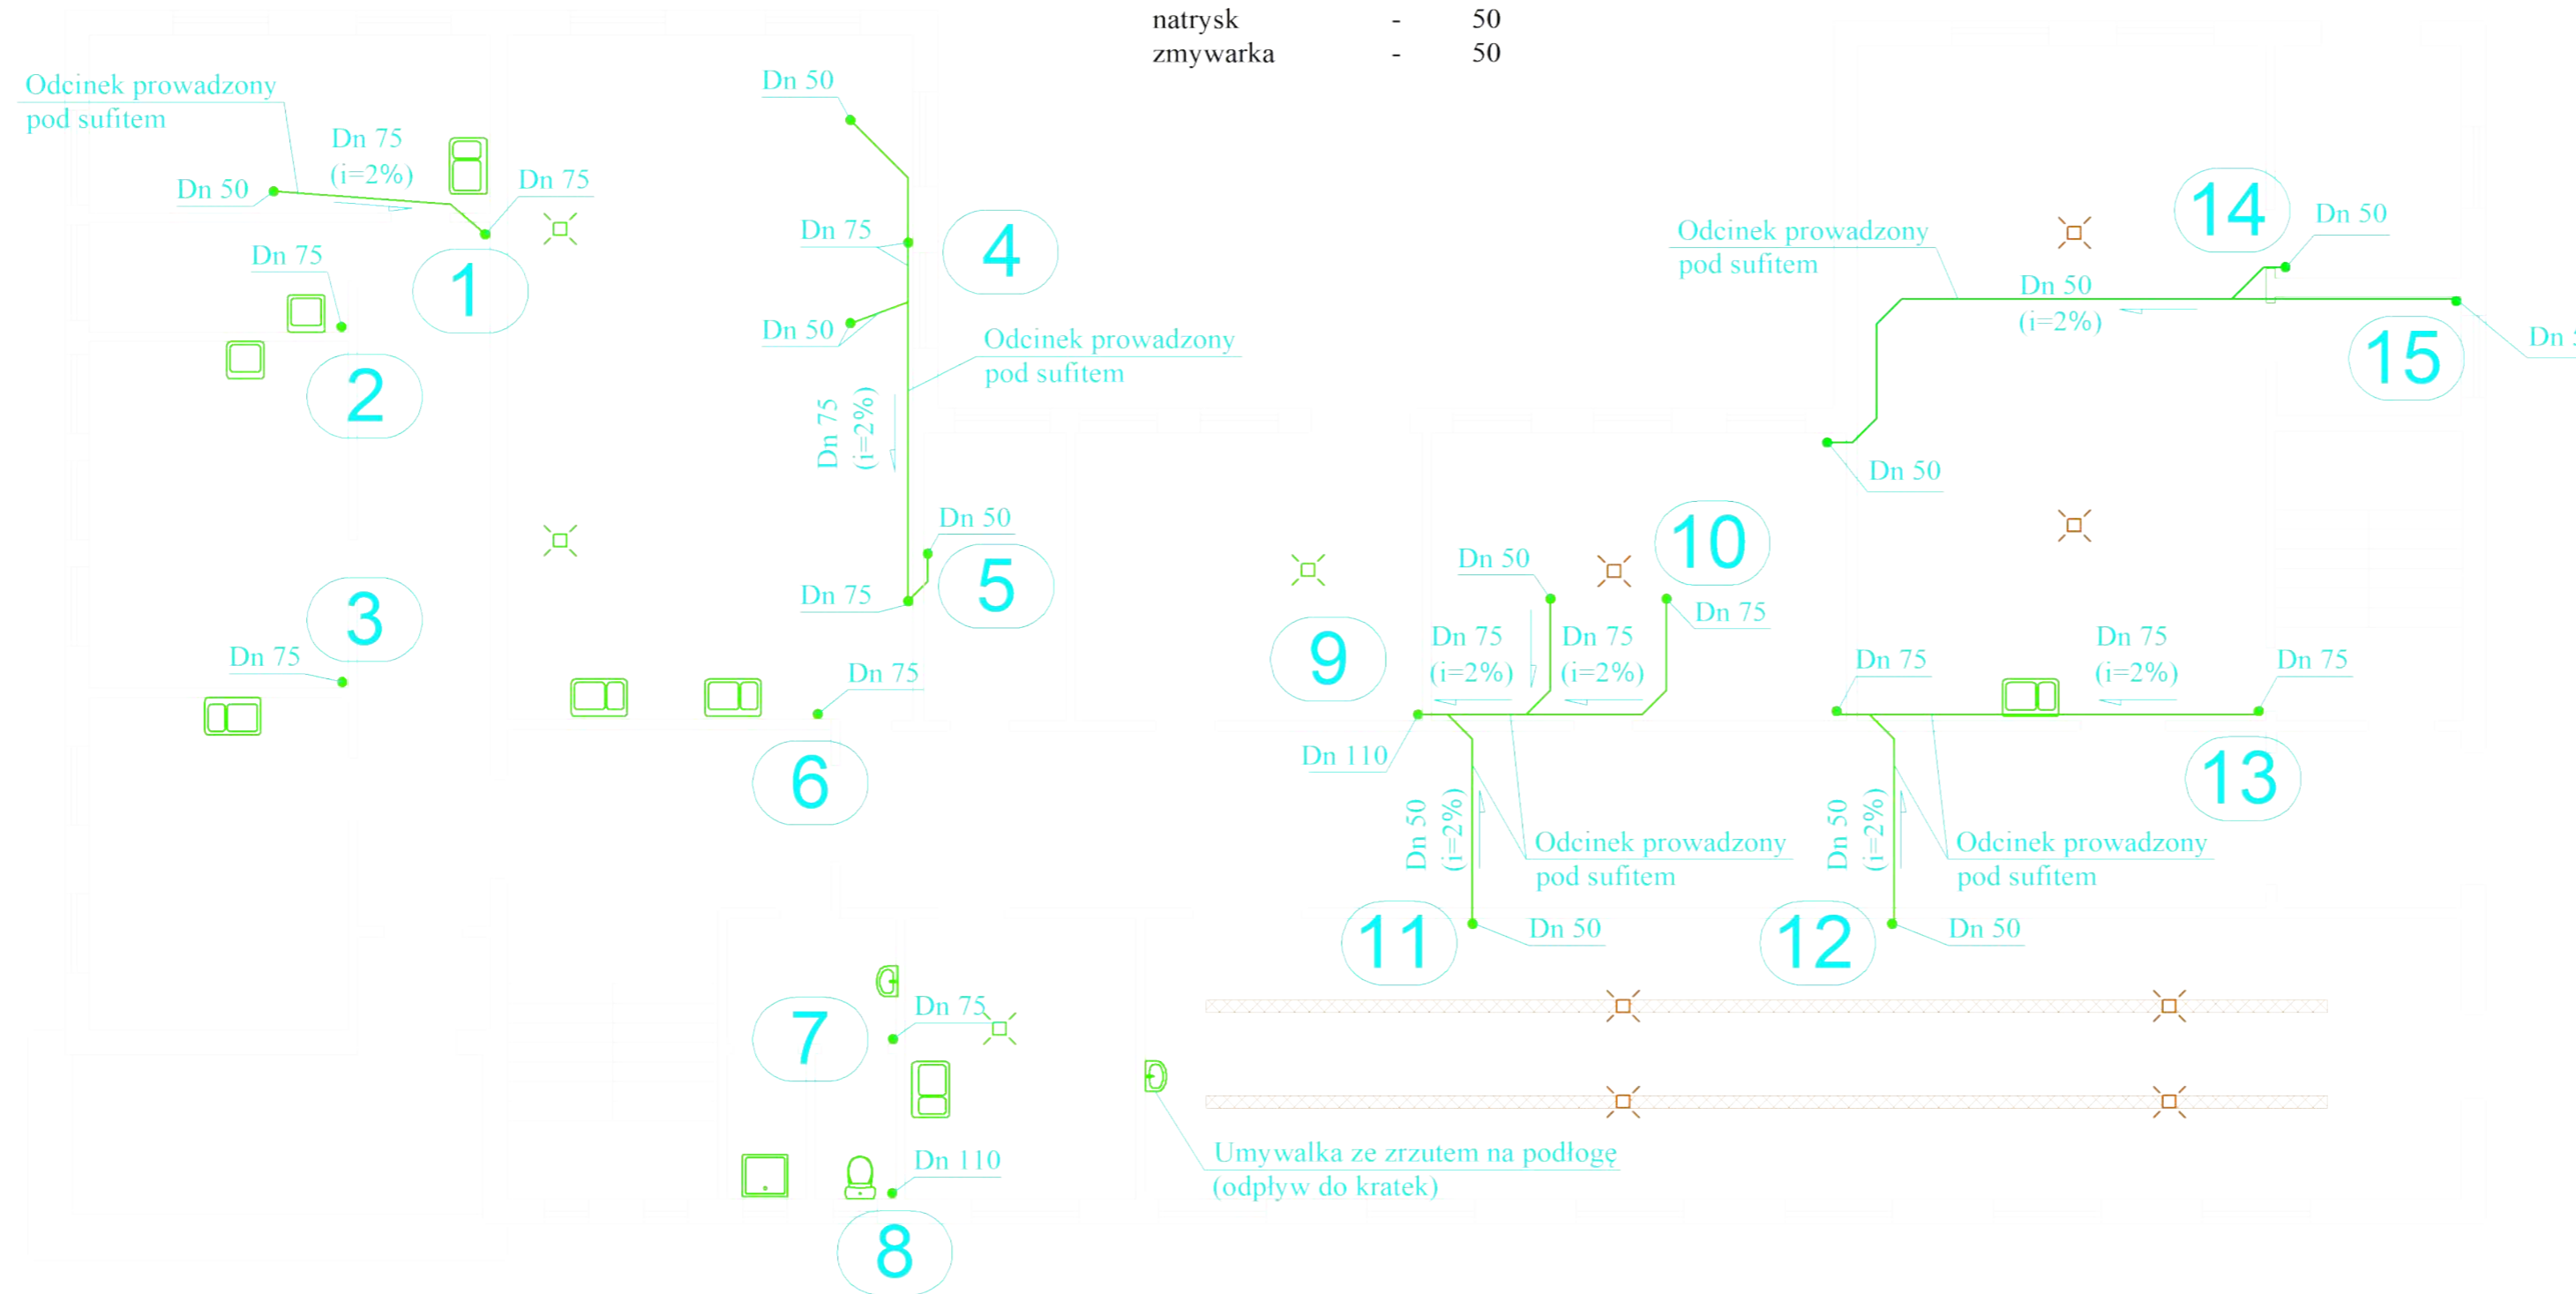 natrysk - 50
zmywarka - 50
Odcinek prowadzony
pod sufitem
Dn 75
(i=2%)
Dn 50
Dn 75
1
Dn 75
2
3
Dn 75
Dn 50
Dn 75
4
Dn 50
Odcinek prowadzony
pod sufitem
Dn 75
(i=2%)
Dn 50
5
Dn 75
Dn 75
6
7
Dn 75
Dn 110
8
Umywalka ze zrzutem na podłogę
(odpływ do kratek)
9
Dn 50
10
Dn 75
Dn 75
(i=2%)
Dn 75
(i=2%)
Dn 110
Dn 50
(i=2%)
Odcinek prowadzony
pod sufitem
11
Dn 50
Odcinek prowadzony
pod sufitem
14
Dn 50
Dn 50
(i=2%)
15
Dn
Dn 50
Dn 75
Dn 75
(i=2%)
Dn 75
13
Dn 50
(i=2%)
Odcinek prowadzony
pod sufitem
12
Dn 50